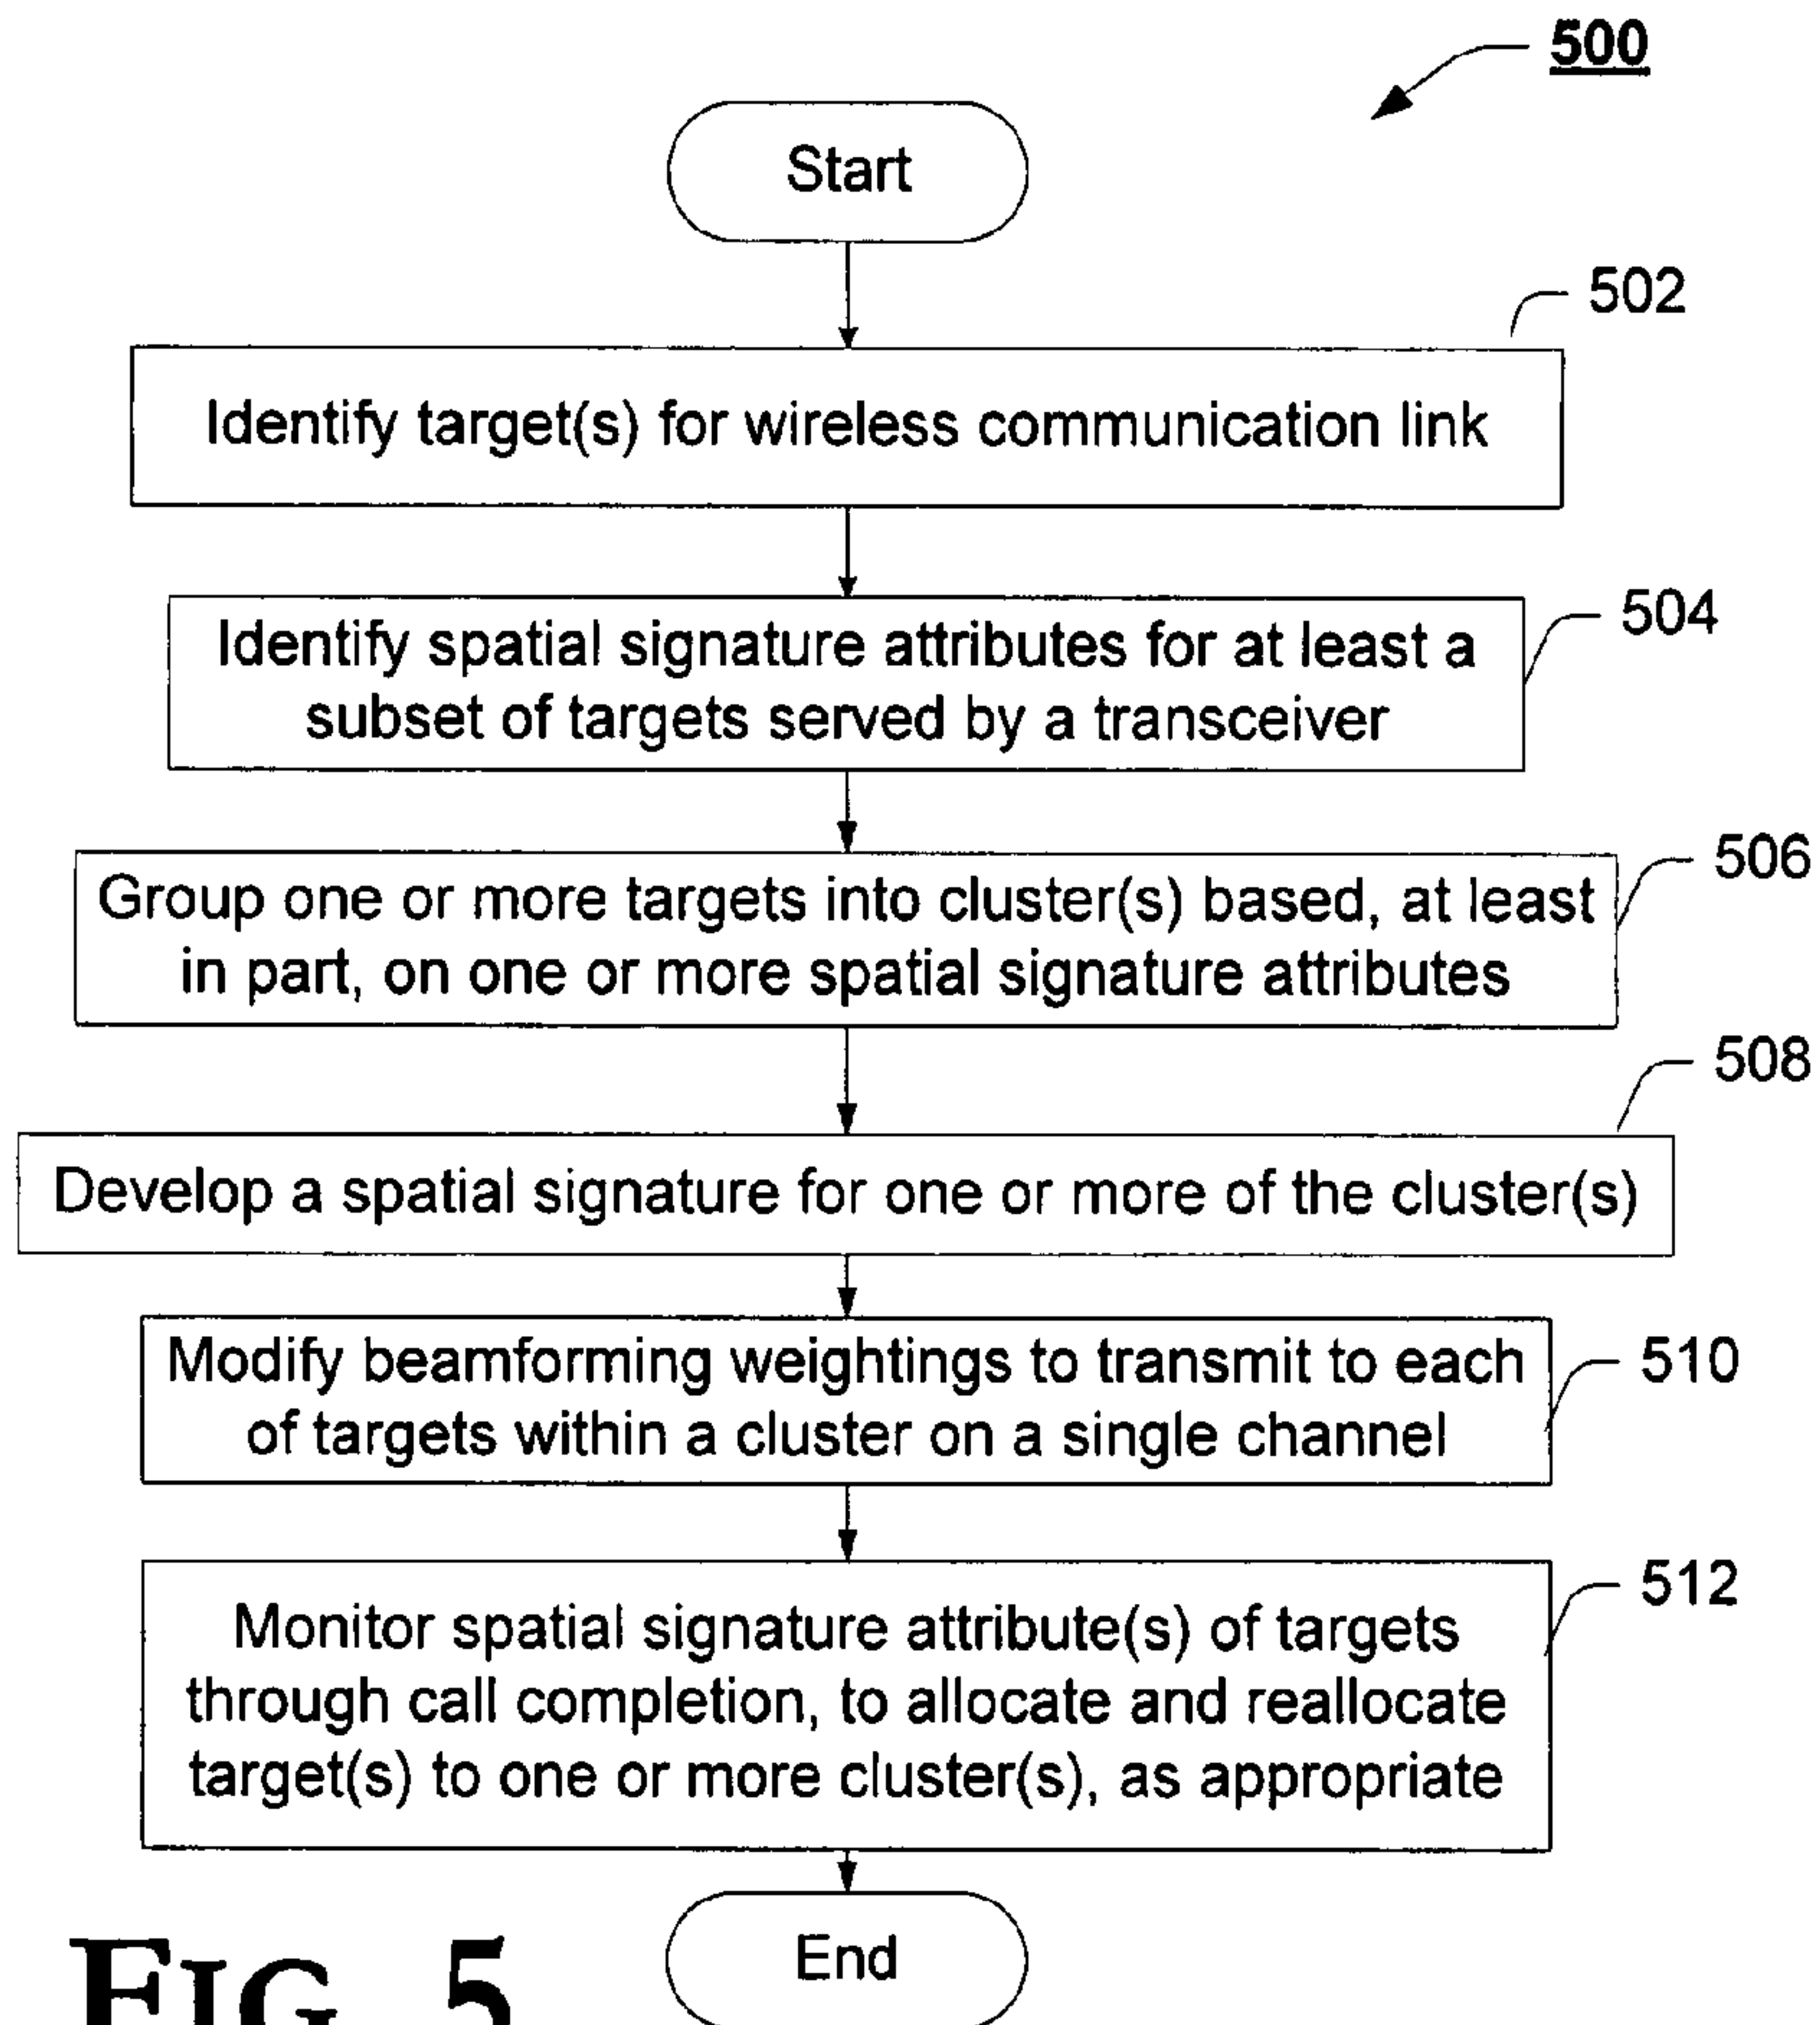 500
Start
502
Identify target(s) for wireless communication link
504
Identify spatial signature attributes for at least a
subset of targets served by a transceiver
506
Group one or more targets into cluster(s) based, at least
in part, on one or more spatial signature attributes
508
Develop a spatial signature for one or more of the cluster(s)
510
Modify beamforming weightings to transmit to each
of targets within a cluster on a single channel
512
Monitor spatial signature attribute(s) of targets
through call completion, to allocate and reallocate
target(s) to one or more cluster(s), as appropriate
End
FIG. 5